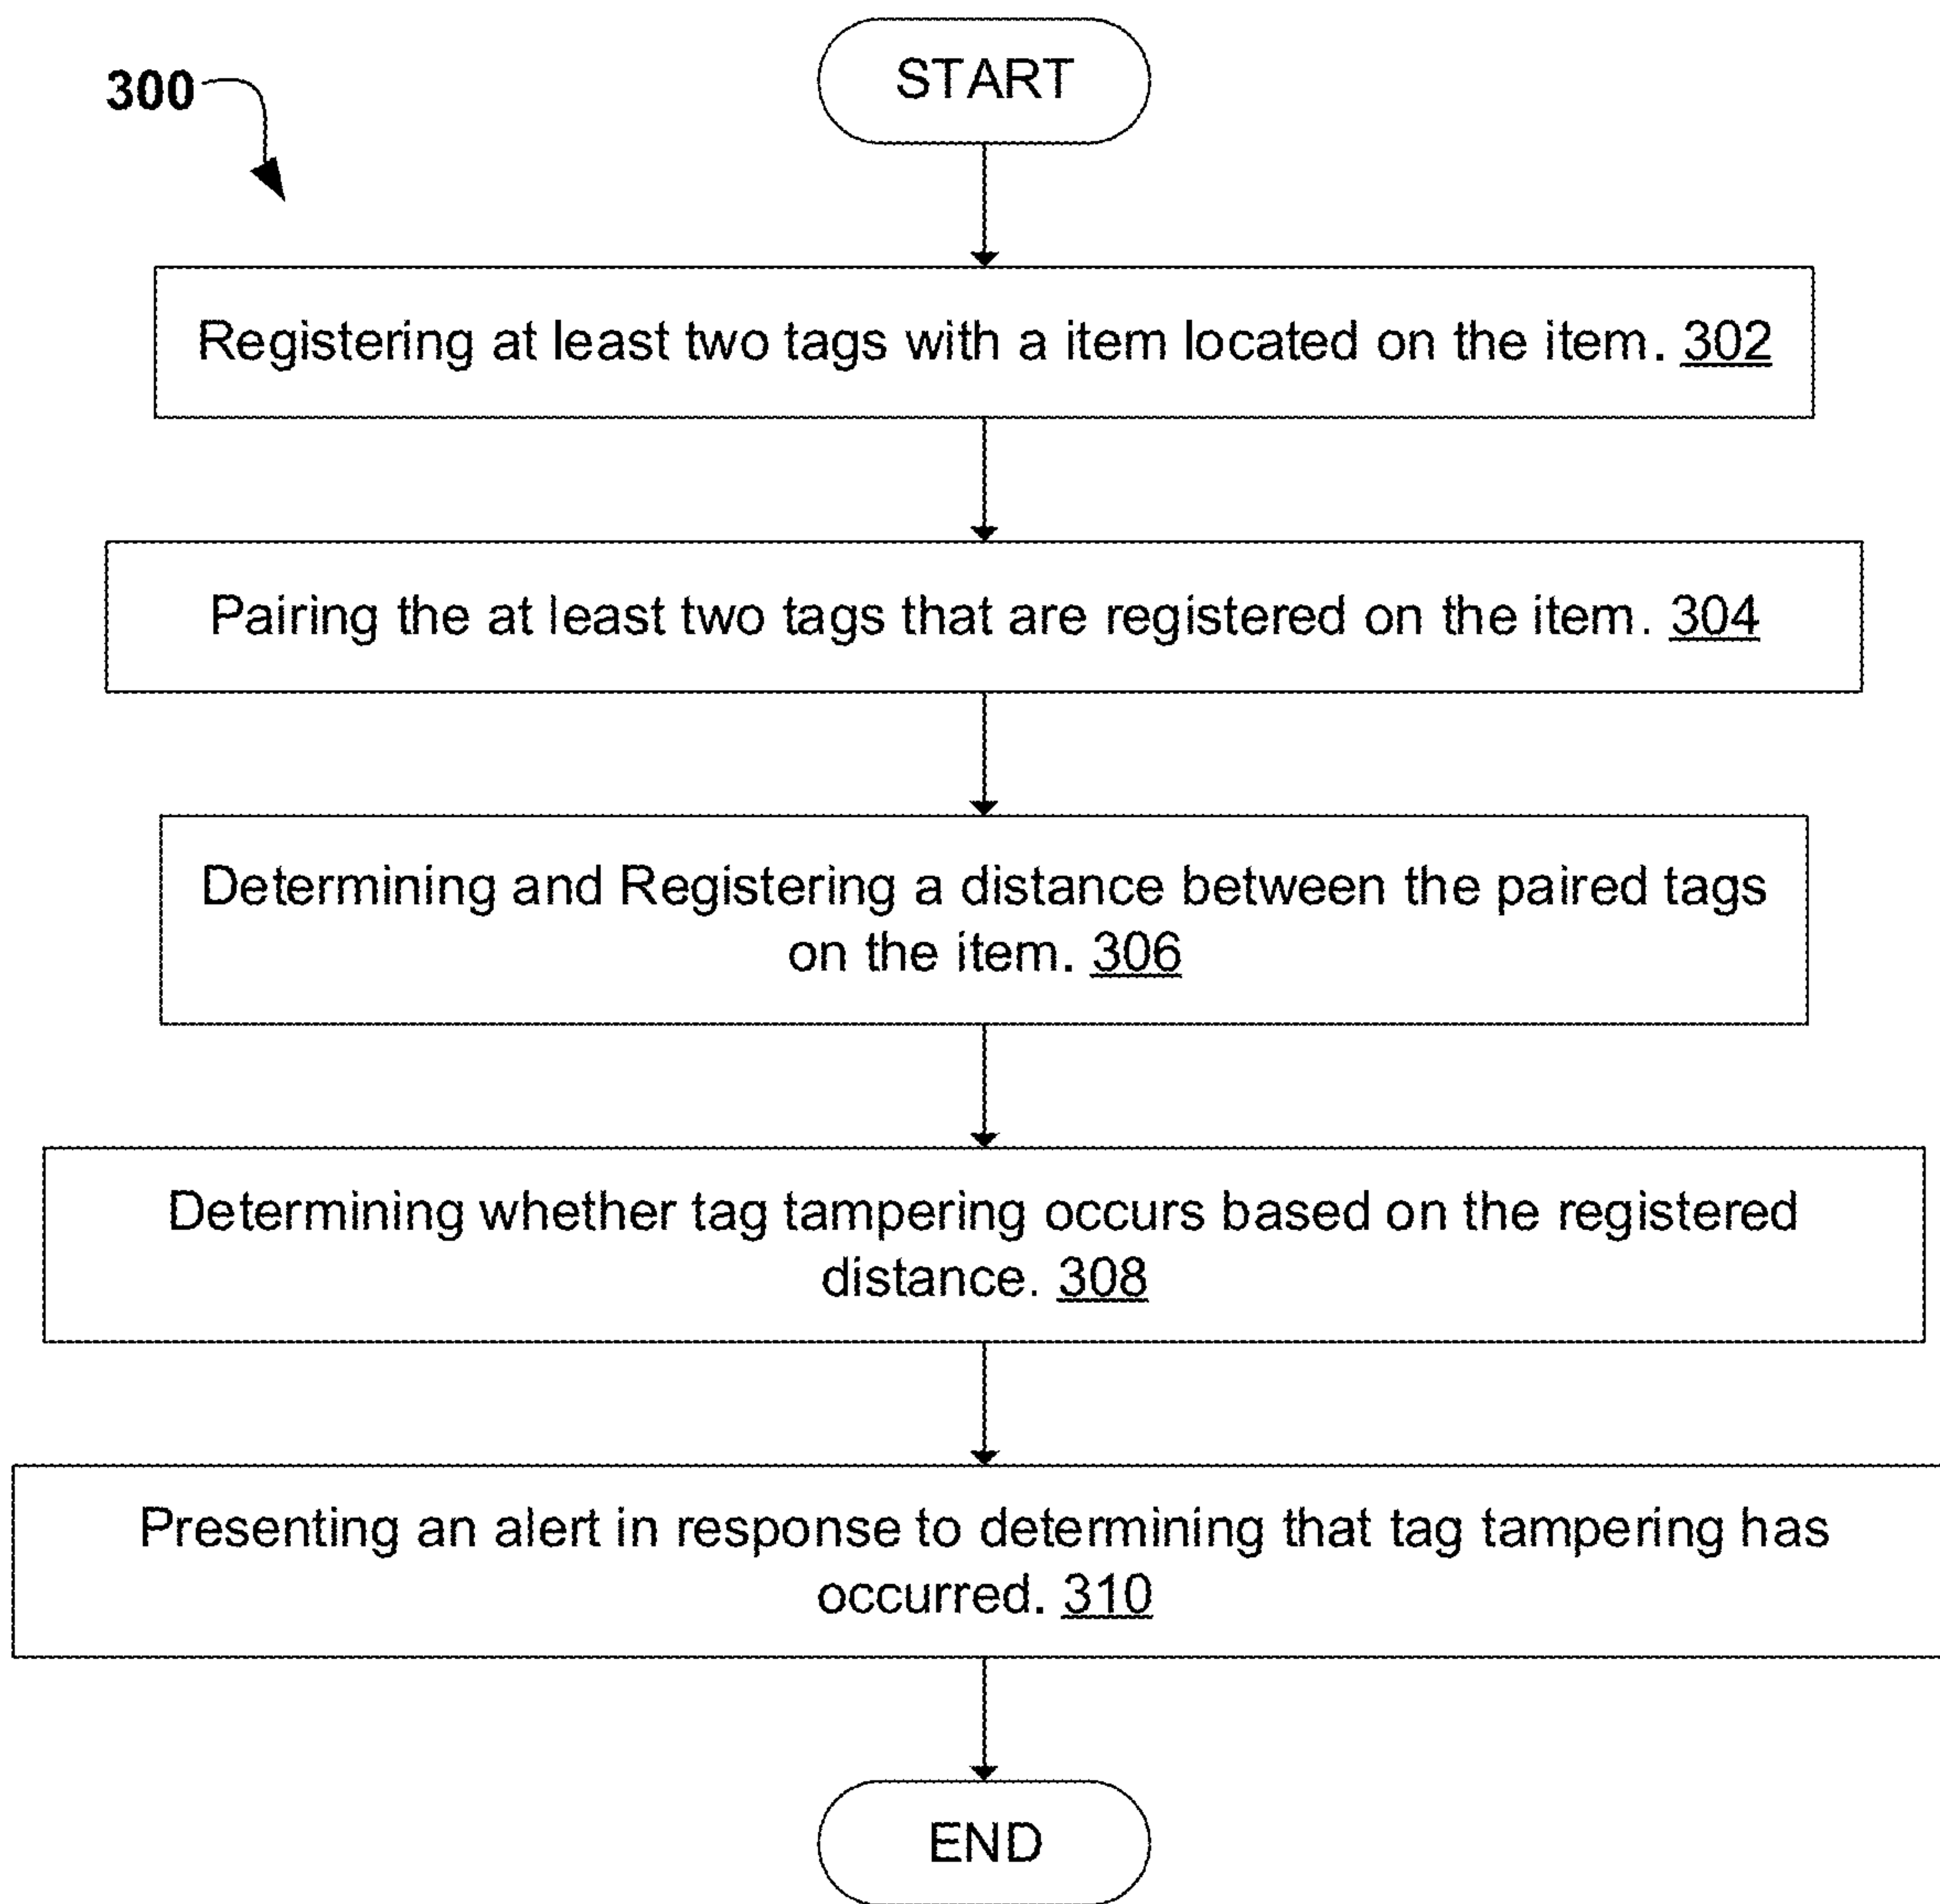 START
300
Registering at least two tags with a item located on the item. 302
Pairing the at least two tags that are registered on the item. 304
Determining and Registering a distance between the paired tags
on the item. 306
Determining whether tag tampering occurs based on the registered
distance. 308
Presenting an alert in response to determining that tag tampering has
occurred. 310
END